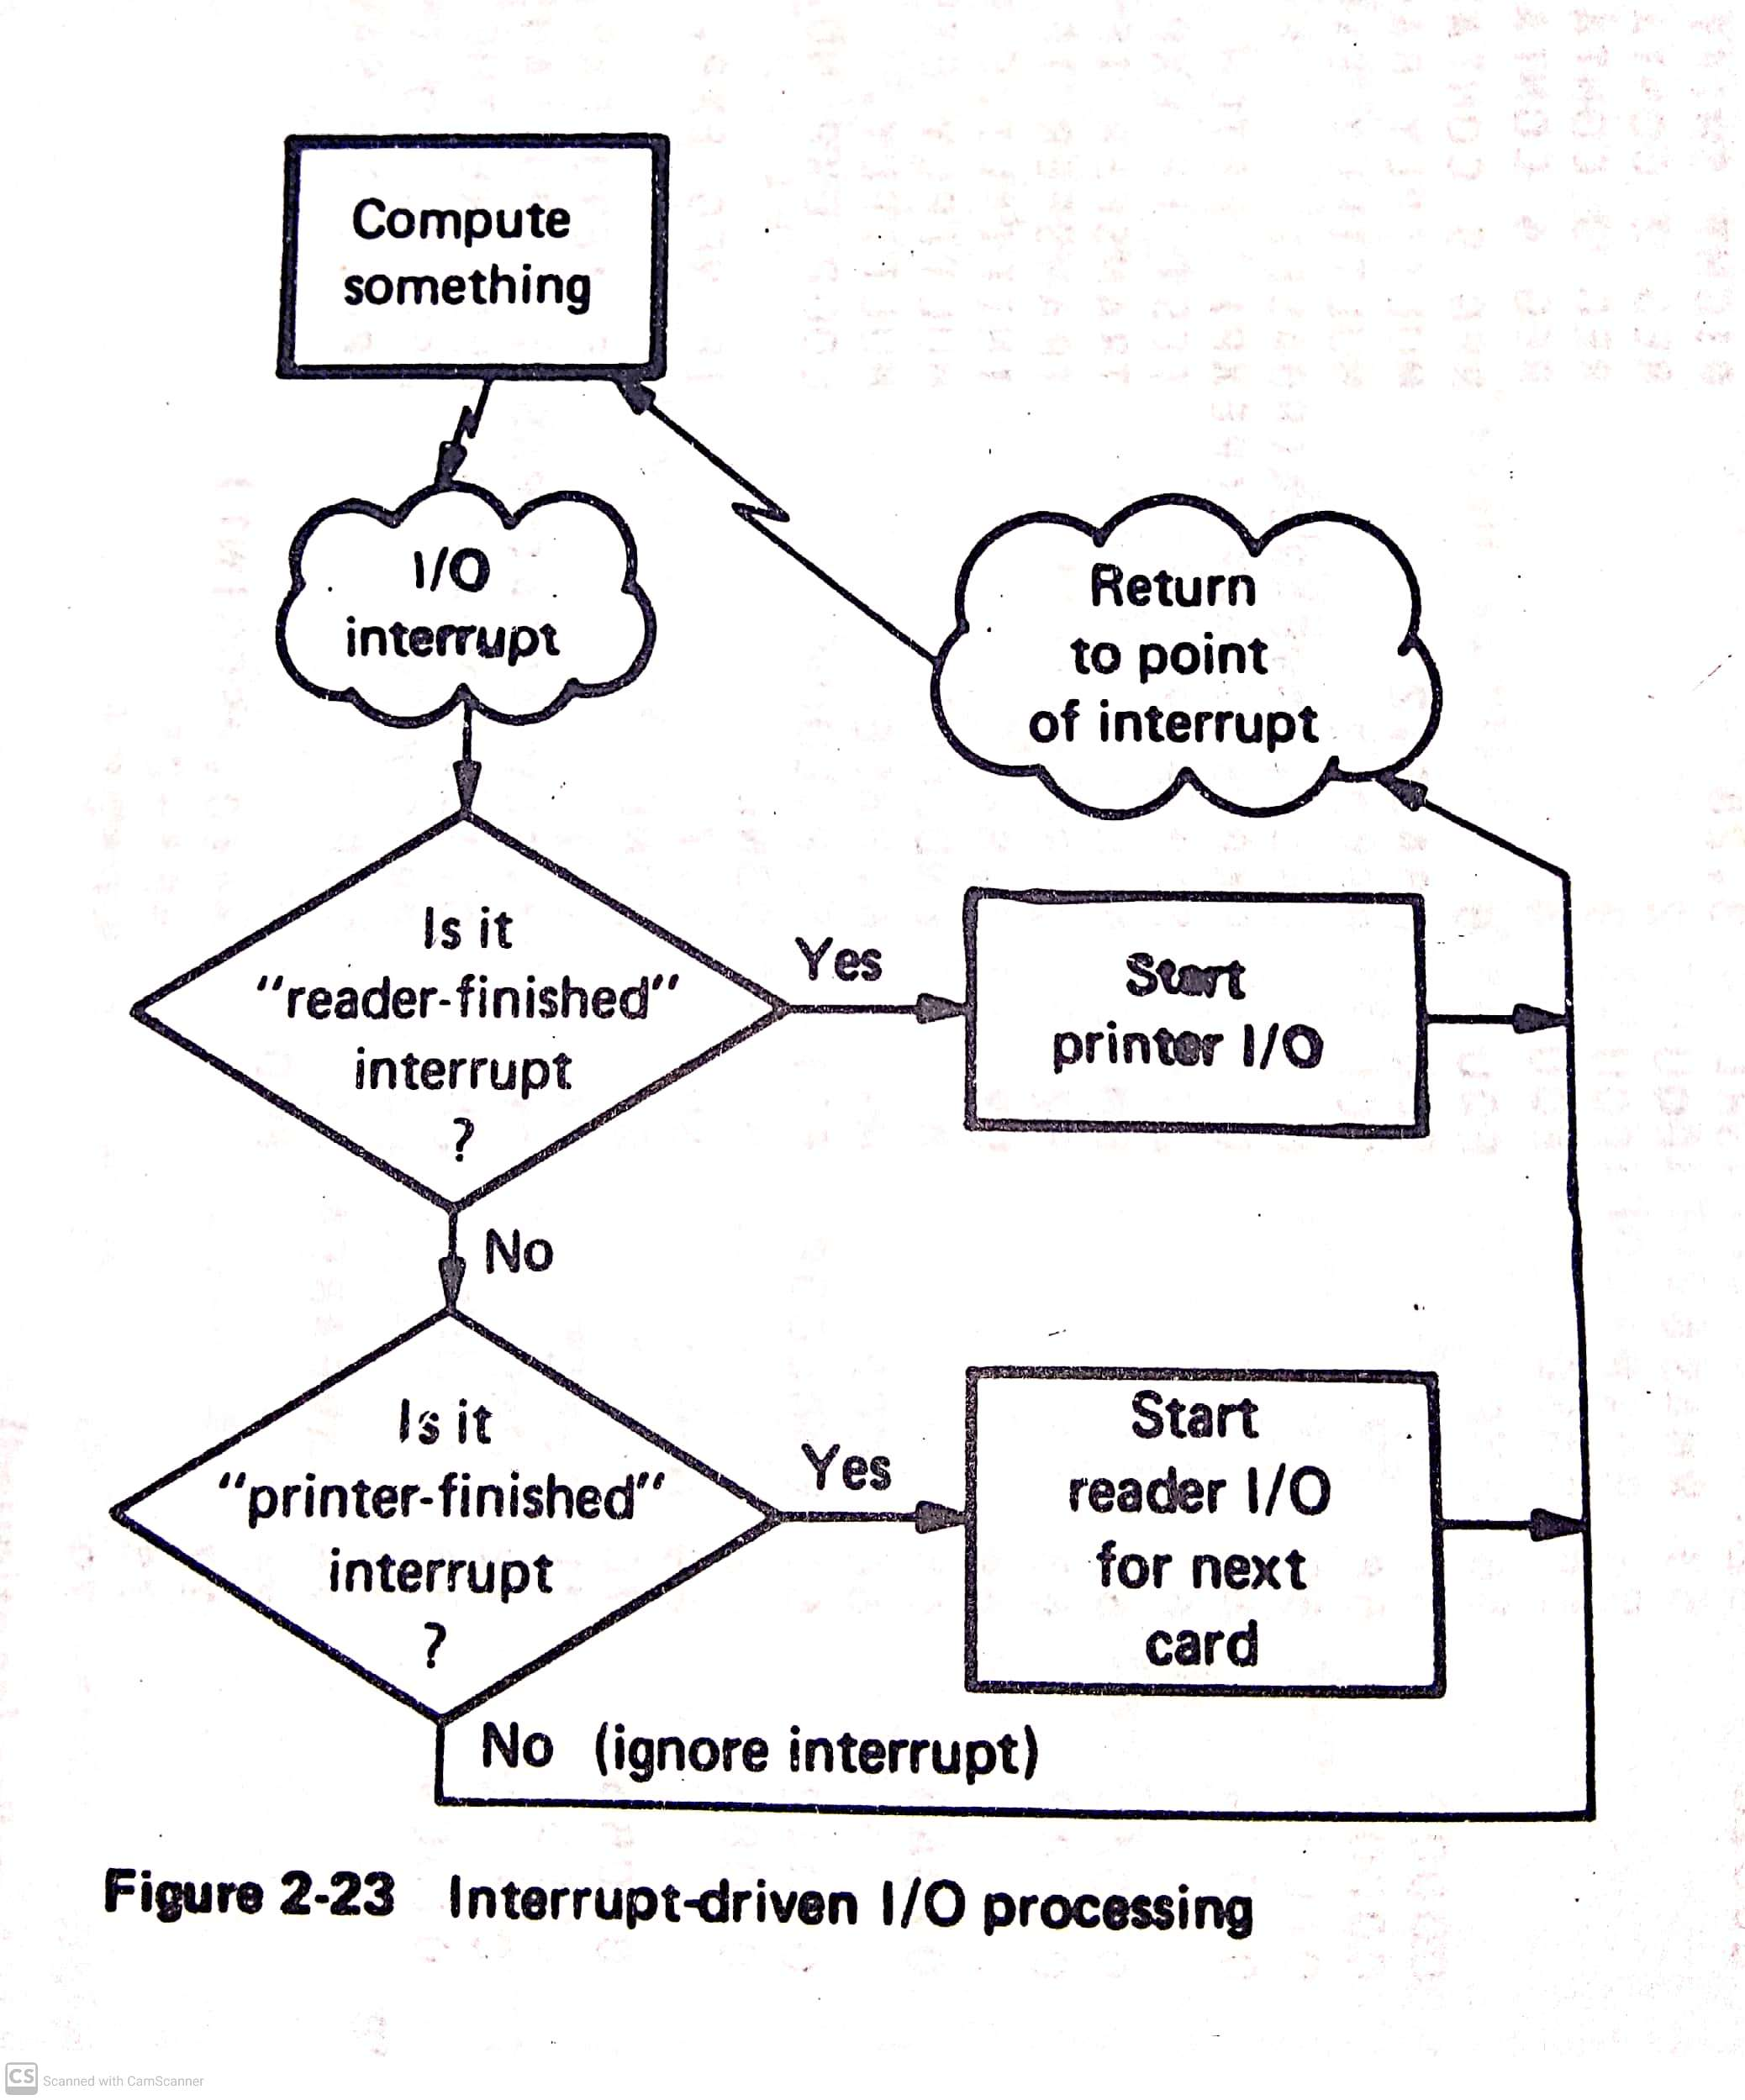 Compute
something
I/O
interrupt
Return
to point
of interrupt
Is it
"reader-finished"
interrupt
?
Yes
Start
printer I/O
No
Is it
"printer-finished"
interrupt
?
Yes
Start
reader I/O
for next
card
No (ignore interrupt)
Figure 2-23 Interrupt-driven I/O processing
CS Scanned with CamScanner